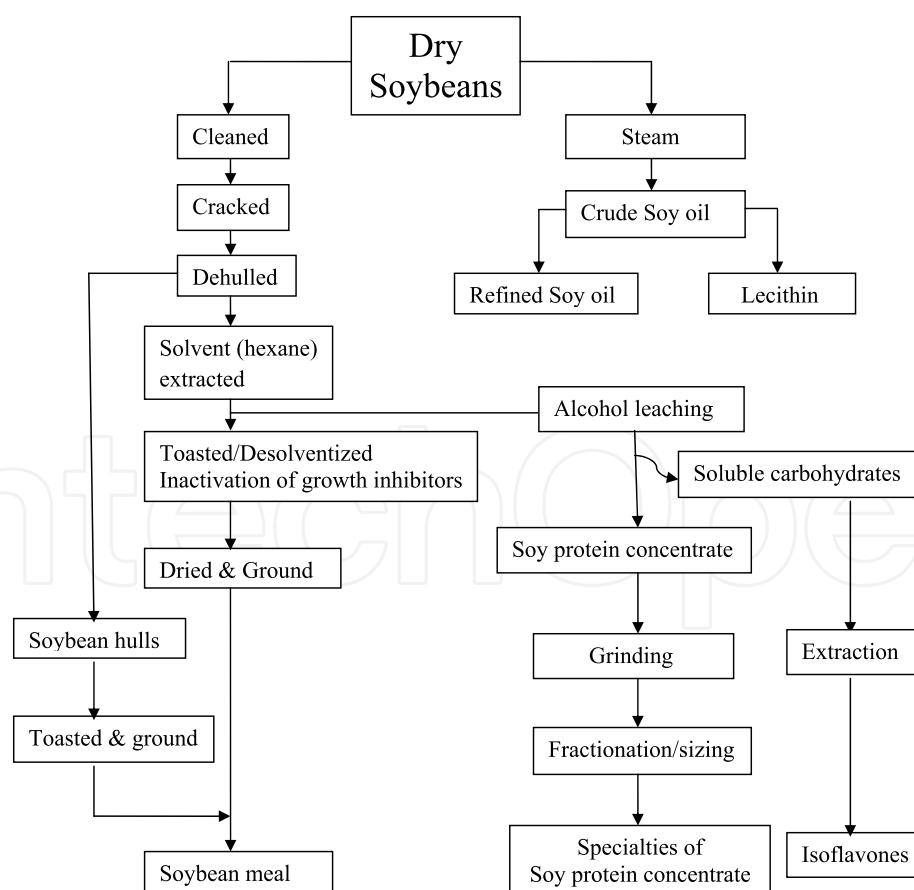 Dry
Soybeans
Cleaned
Steam
Cracked
Crude Soy oil
Dehulled
Refined Soy oil
Lecithin
Solvent (hexane)
extracted
Alcohol leaching
Toasted/Desolventized
Inactivation of growth inhibitors
Soluble carbohydrates
Soy protein concentrate
Dried & Ground
Soybean hulls
Grinding
Extraction
Toasted & ground
Fractionation/sizing
Specialties of
Soy protein concentrate
Isoflavones
Soybean meal